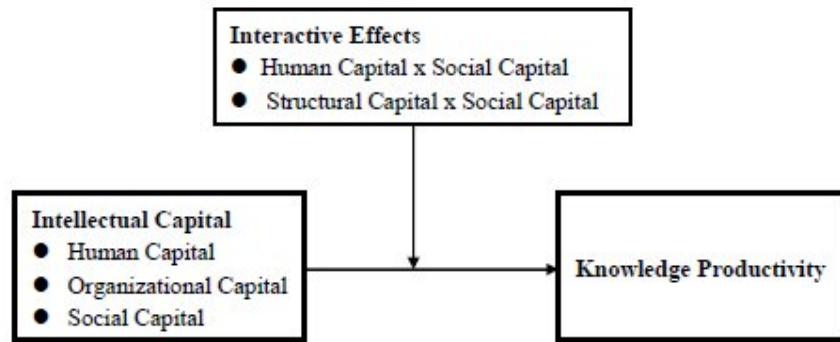 Interactive Effects
● Human Capital x Social Capital
● Structural Capital x Social Capital
Intellectual Capital
● Human Capital
● Organizational Capital
● Social Capital
Knowledge Productivity